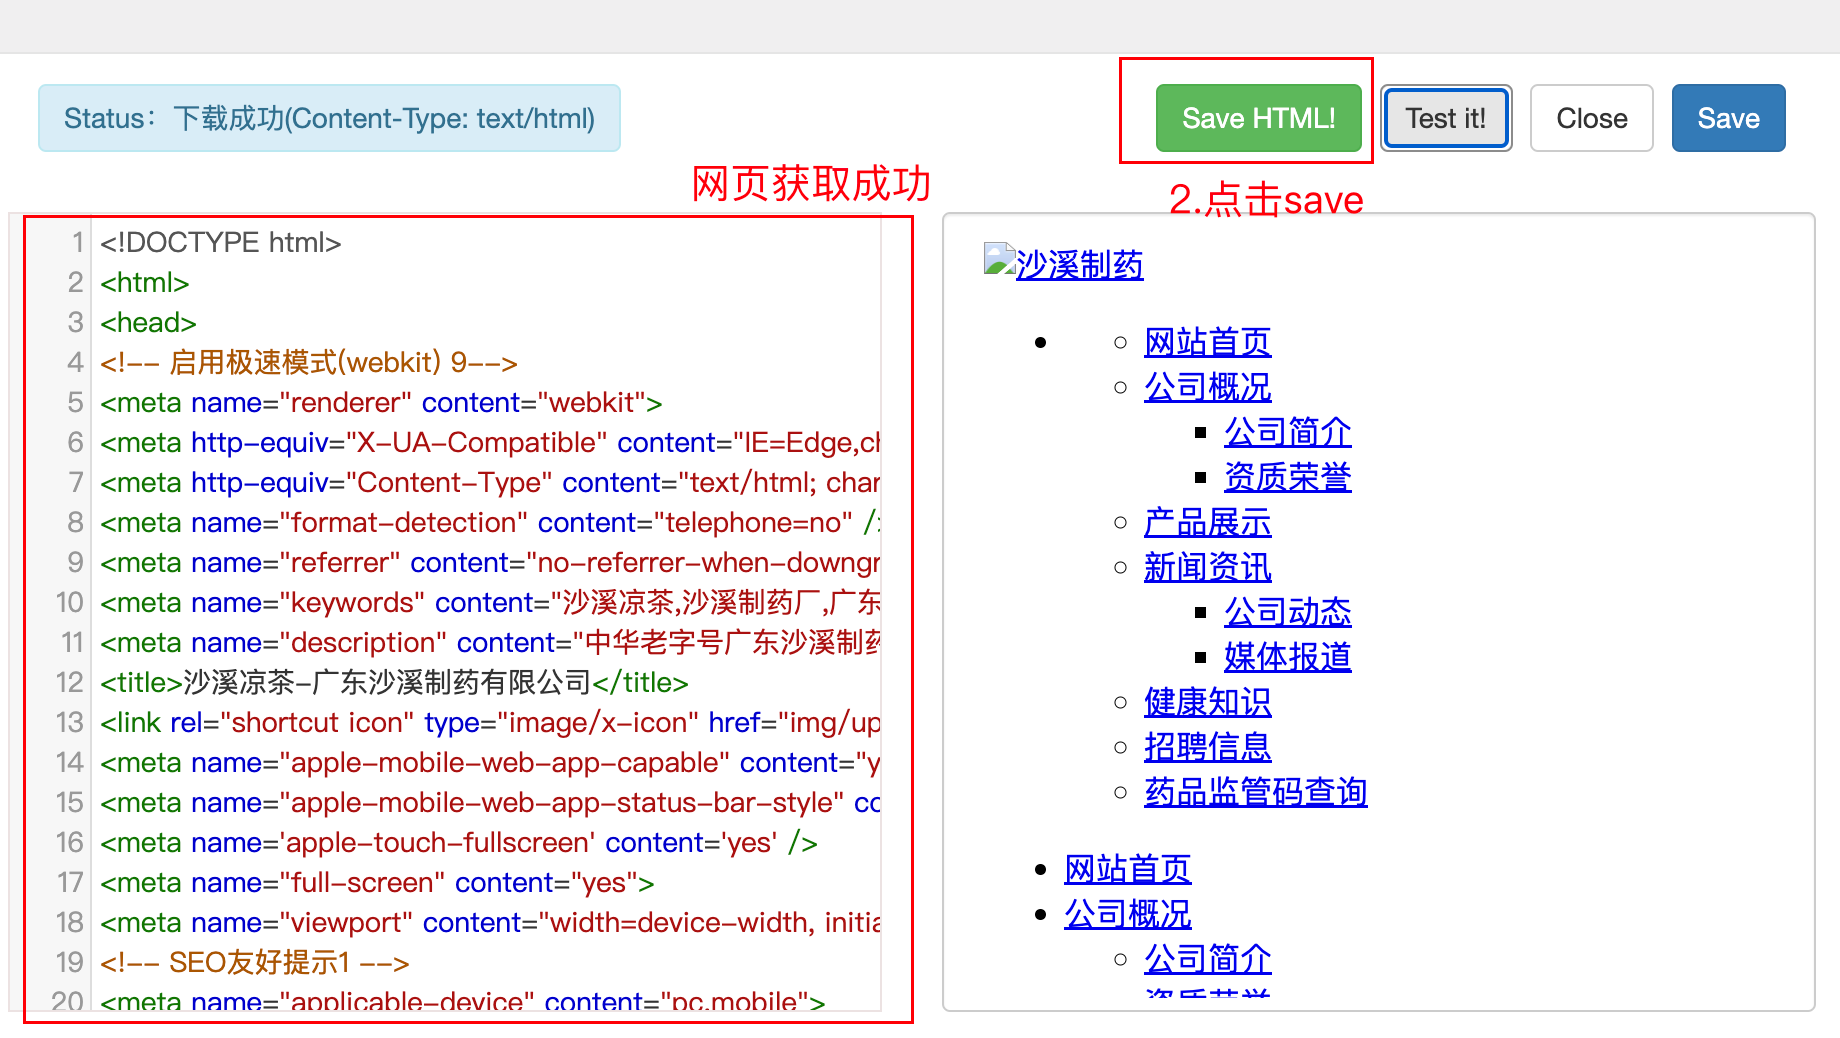 Status：下载成功(Content-Type: text/html)
Save HTML!
Test it!
Close
Save
网页获取成功
2.点击save
1 <!DOCTYPE html>
2 <html>
3 <head>
4 <!-- 启用极速模式(webkit) 9-->
5 <meta name="renderer" content="webkit">
6 <meta http-equiv="X-UA-Compatible" content="IE=Edge,ch
7 <meta http-equiv="Content-Type" content="text/html; char
8 <meta name="format-detection" content="telephone=no" />
9 <meta name="referrer" content="no-referrer-when-downgr
10 <meta name="keywords" content="沙溪凉茶,沙溪制药厂,广东
11 <meta name="description" content="中华老字号广东沙溪制药
12 <title>沙溪凉茶-广东沙溪制药有限公司</title>
13 <link rel="shortcut icon" type="image/x-icon" href="img/up
14 <meta name="apple-mobile-web-app-capable" content="y
15 <meta name="apple-mobile-web-app-status-bar-style" co
16 <meta name='apple-touch-fullscreen' content='yes' />
17 <meta name="full-screen" content="yes">
18 <meta name="viewport" content="width=device-width, initia
19 <!-- SEO友好提示1 -->
20 <meta name="applicable-device" content="pc,mobile">
沙溪制药
网站首页
公司概况
公司简介
资质荣誉
产品展示
新闻资讯
公司动态
媒体报道
健康知识
招聘信息
药品监管码查询
网站首页
公司概况
公司简介
资质荣誉